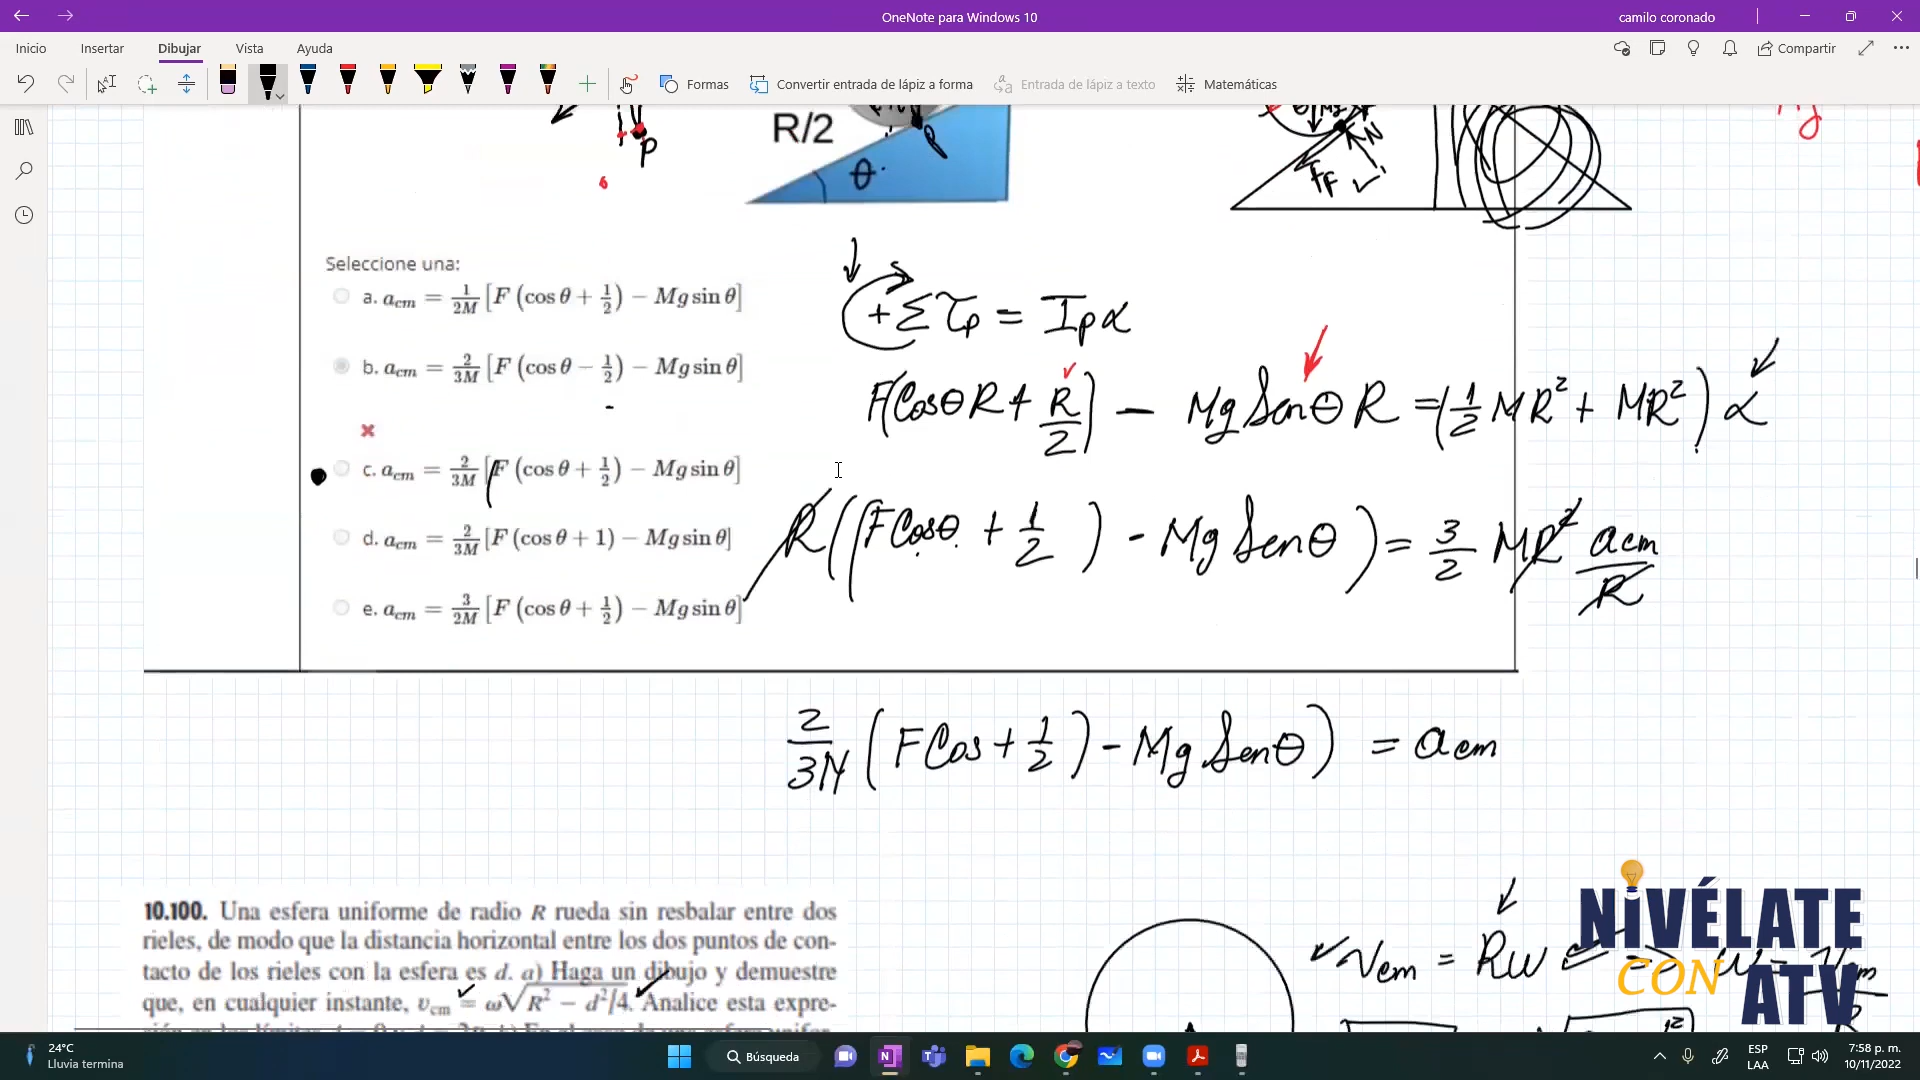 OneNote para Windows 10
camilo coronado
Inicio Insertar Dibujar Vista Ayuda
Compartir
Formas Convertir entrada de lápiz a forma Entrada de lápiz a texto Matemáticas
R/2
θ
P
N
Seleccione una:
a. a_cm = 1/2M [F (cos θ + 1/2) − Mg sin θ]
b. a_cm = 2/3M [F (cos θ − 1/2) − Mg sin θ]
c. a_cm = 2/3M [F (cos θ + 1/2) − Mg sin θ]
d. a_cm = 2/3M [F (cos θ + 1) − Mg sin θ]
e. a_cm = 3/2M [F (cos θ + 1/2) − Mg sin θ]
+ Σ τp = Ip α
F(Cosθ R + R/2) − Mg Senθ R = (1/2 MR² + MR²) α
R((FCosθ + 1/2) - Mg Senθ) = 3/2 MR² acm/R
2/3M (FCos + 1/2) - Mg Senθ) = acm
10.100. Una esfera uniforme de radio R rueda sin resbalar entre dos
rieles, de modo que la distancia horizontal entre los dos puntos de con-
tacto de los rieles con la esfera es d. a) Haga un dibujo y demuestre
que, en cualquier instante, v_cm = ω√R² − d²/4. Analice esta expre-
Vcm = Rω
NIVÉLATE
CON
ATV
24°C
Lluvia termina
Búsqueda
ESP
LAA
7:58 p. m.
10/11/2022